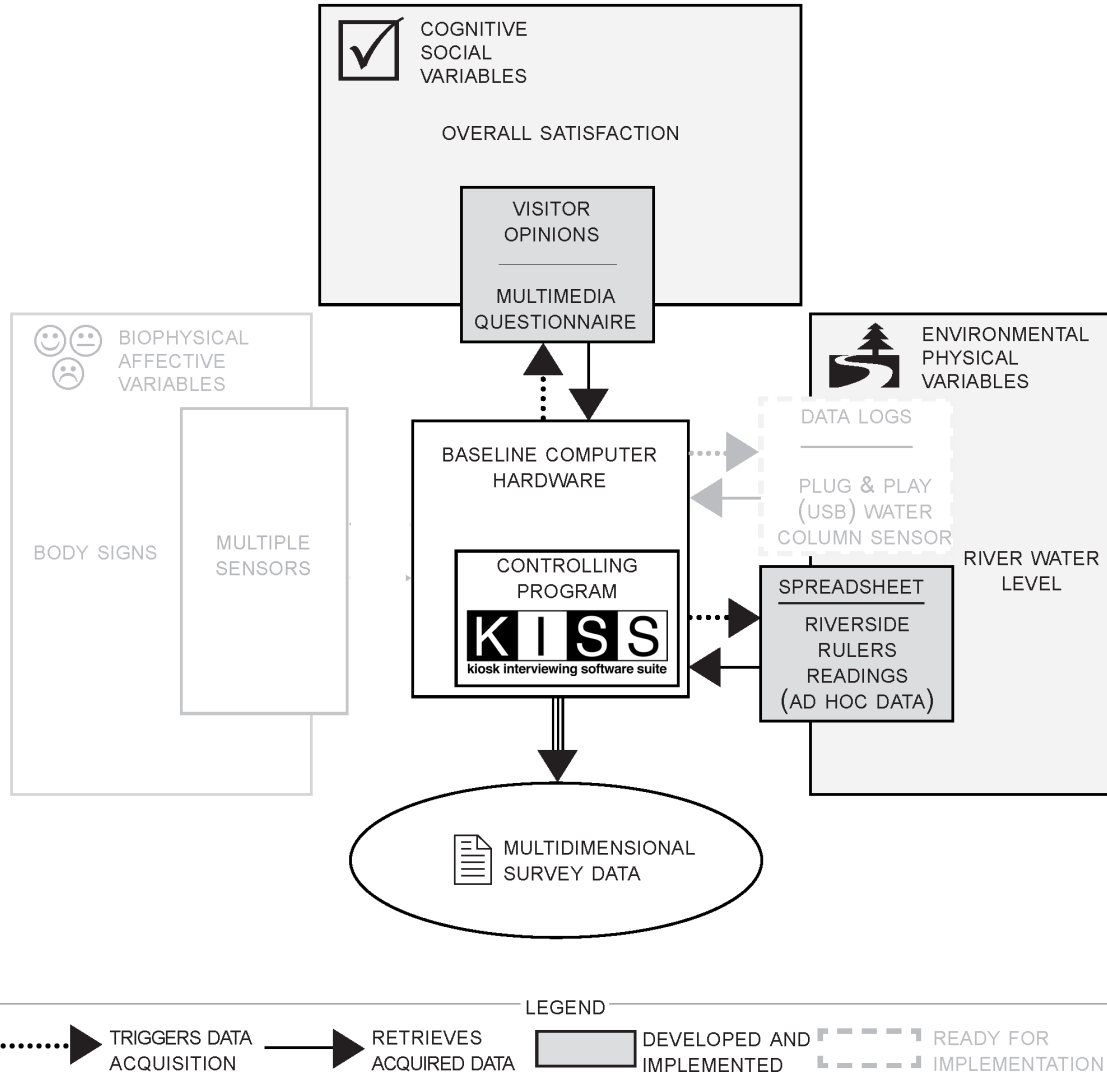 COGNITIVE
SOCIAL
VARIABLES
OVERALL SATISFACTION
VISITOR
OPINIONS
MULTIMEDIA
QUESTIONNAIRE
BIOPHYSICAL
AFFECTIVE
VARIABLES
BODY SIGNS
MULTIPLE
SENSORS
BASELINE COMPUTER
HARDWARE
CONTROLLING
PROGRAM
KISS
kiosk interviewing software suite
ENVIRONMENTAL
PHYSICAL
VARIABLES
DATA LOGS
PLUG & PLAY
(USB) WATER
COLUMN SENSOR
RIVER WATER
LEVEL
SPREADSHEET
RIVERSIDE
RULERS
READINGS
(AD HOC DATA)
MULTIDIMENSIONAL
SURVEY DATA
LEGEND
TRIGGERS DATA
ACQUISITION
RETRIEVES
ACQUIRED DATA
DEVELOPED AND
IMPLEMENTED
READY FOR
IMPLEMENTATION